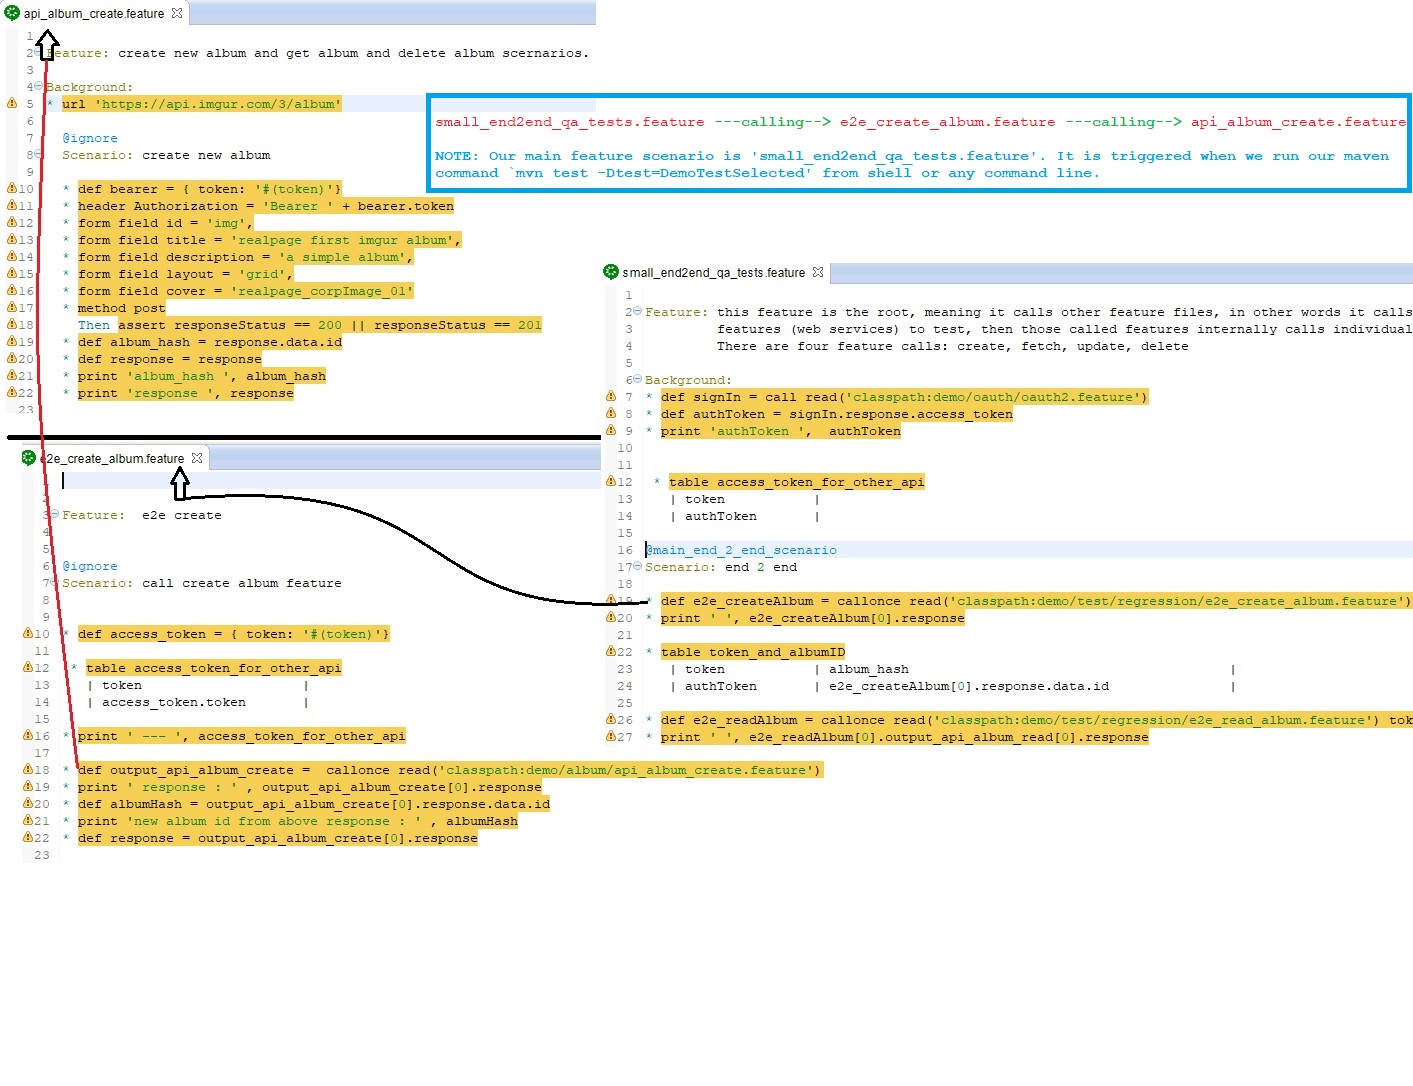 api_album_create.feature
1
2 Feature: create new album and get album and delete album scernarios.
3
4 Background:
5 * url 'https://api.imgur.com/3/album'
6
7 @ignore
8 Scenario: create new album
9
10 * def bearer = { token: '#(token)'}
11 * header Authorization = 'Bearer ' + bearer.token
12 * form field id = 'img',
13 * form field title = 'realpage first imgur album',
14 * form field description = 'a simple album',
15 * form field layout = 'grid',
16 * form field cover = 'realpage_corpImage_01'
17 * method post
18 Then assert responseStatus == 200 || responseStatus == 201
19 * def album_hash = response.data.id
20 * def response = response
21 * print 'album_hash ', album_hash
22 * print 'response ', response
23
small_end2end_qa_tests.feature ---calling--> e2e_create_album.feature ---calling--> api_album_create.feature
NOTE: Our main feature scenario is 'small_end2end_qa_tests.feature'. It is triggered when we run our maven
command `mvn test -Dtest=DemoTestSelected' from shell or any command line.
e2e_create_album.feature
2
3 Feature:  e2e create
4
5
6 @ignore
7 Scenario: call create album feature
8
9
10 * def access_token = { token: '#(token)'}
11
12 * table access_token_for_other_api
13 | token |
14 | access_token.token |
15
16 * print ' --- ', access_token_for_other_api
17
18 * def output_api_album_create =  callonce read('classpath:demo/album/api_album_create.feature')
19 * print ' response : ' , output_api_album_create[0].response
20 * def albumHash = output_api_album_create[0].response.data.id
21 * print 'new album id from above response : ' , albumHash
22 * def response = output_api_album_create[0].response
23
small_end2end_qa_tests.feature
1
2 Feature: this feature is the root, meaning it calls other feature files, in other words it calls
3 features (web services) to test, then those called features internally calls individual
4 There are four feature calls: create, fetch, update, delete
5
6 Background:
7 * def signIn = call read('classpath:demo/oauth/oauth2.feature')
8 * def authToken = signIn.response.access_token
9 * print 'authToken ',  authToken
10
11
12 * table access_token_for_other_api
13 | token |
14 | authToken |
15
16 @main_end_2_end_scenario
17 Scenario: end 2 end
18
19 * def e2e_createAlbum = callonce read('classpath:demo/test/regression/e2e_create_album.feature')
20 * print ' ', e2e_createAlbum[0].response
21
22 * table token_and_albumID
23 | token | album_hash |
24 | authToken | e2e_createAlbum[0].response.data.id |
25
26 * def e2e_readAlbum = callonce read('classpath:demo/test/regression/e2e_read_album.feature') tok
27 * print ' ', e2e_readAlbum[0].output_api_album_read[0].response